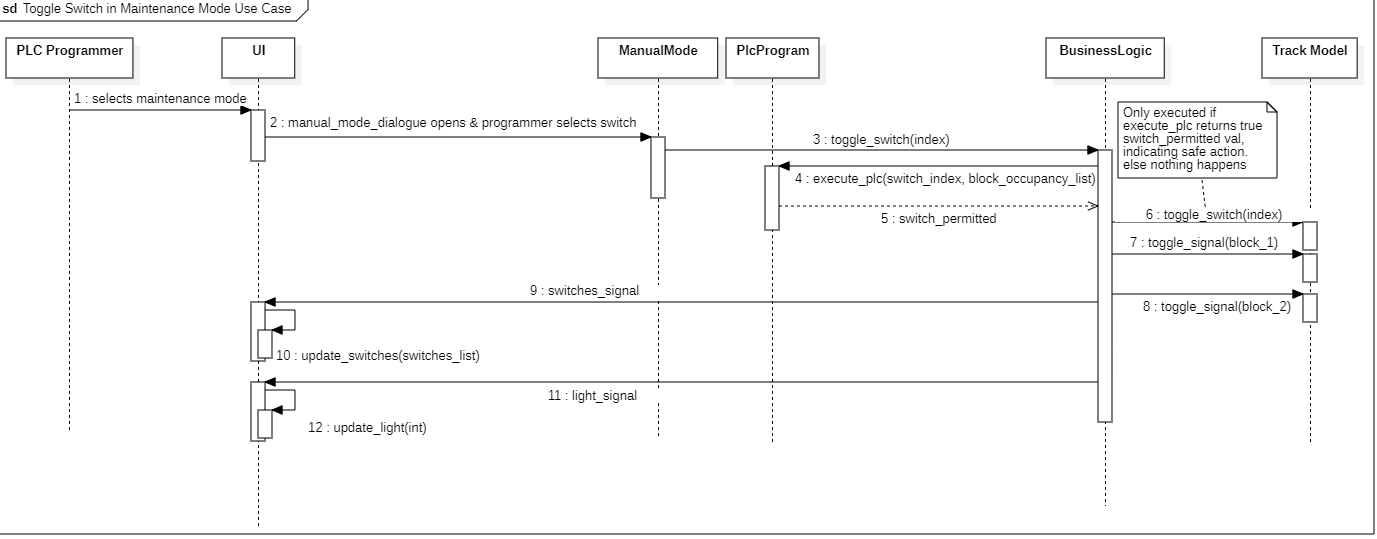 sd Toggle Switch in Maintenance Mode Use Case
PLC Programmer
UI
ManualMode
PlcProgram
BusinessLogic
Track Model
1 : selects maintenance mode
2 : manual_mode_dialogue opens & programmer selects switch
3 : toggle_switch(index)
Only executed if
execute_plc returns true
switch_permitted val,
indicating safe action.
else nothing happens
4 : execute_plc(switch_index, block_occupancy_list)
5 : switch_permitted
6 : toggle_switch(index)
7 : toggle_signal(block_1)
9 : switches_signal
8 : toggle_signal(block_2)
10 : update_switches(switches_list)
11 : light_signal
12 : update_light(int)